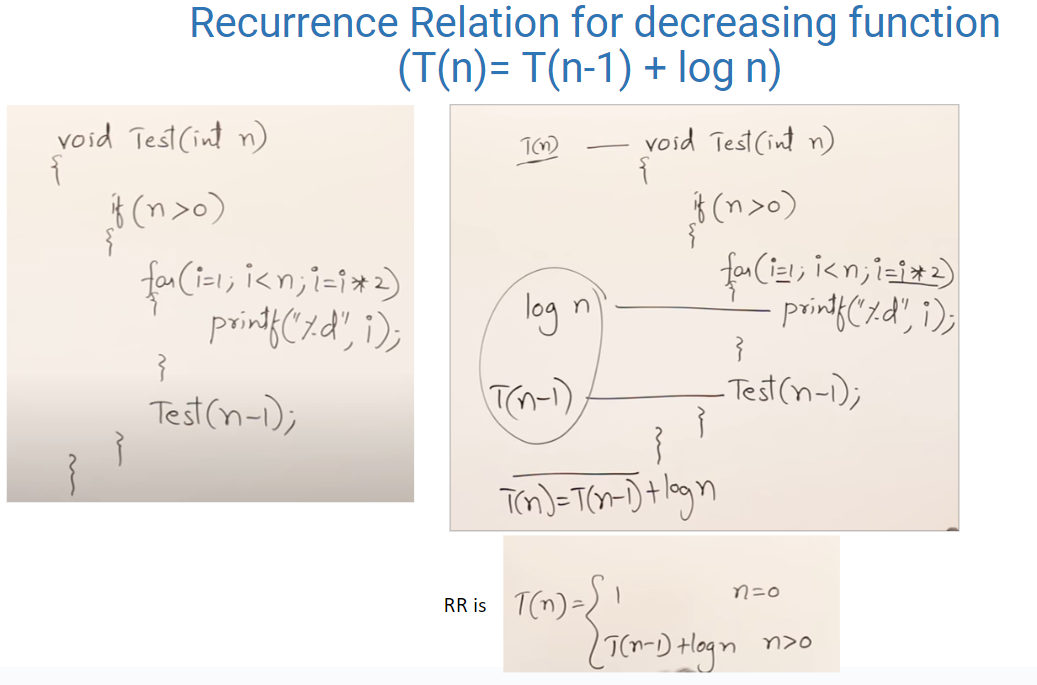 Recurrence Relation for decreasing function
(T(n)= T(n-1) + log n)
void Test(int n)
{
if(n>0)
{
for(i=1; i<n; i=i*2)
{
printf("%d", i);
}
Test(n-1);
}
}
T(n) — void Test(int n)
{
if(n>0)
{
for(i=1; i<n; i=i*2)
{
log n — printf("%d", i);
}
T(n-1) — Test(n-1);
}
}
T(n)=T(n-1)+logn
RR is T(n)={ 1 n=0
T(n-1)+logn n>0